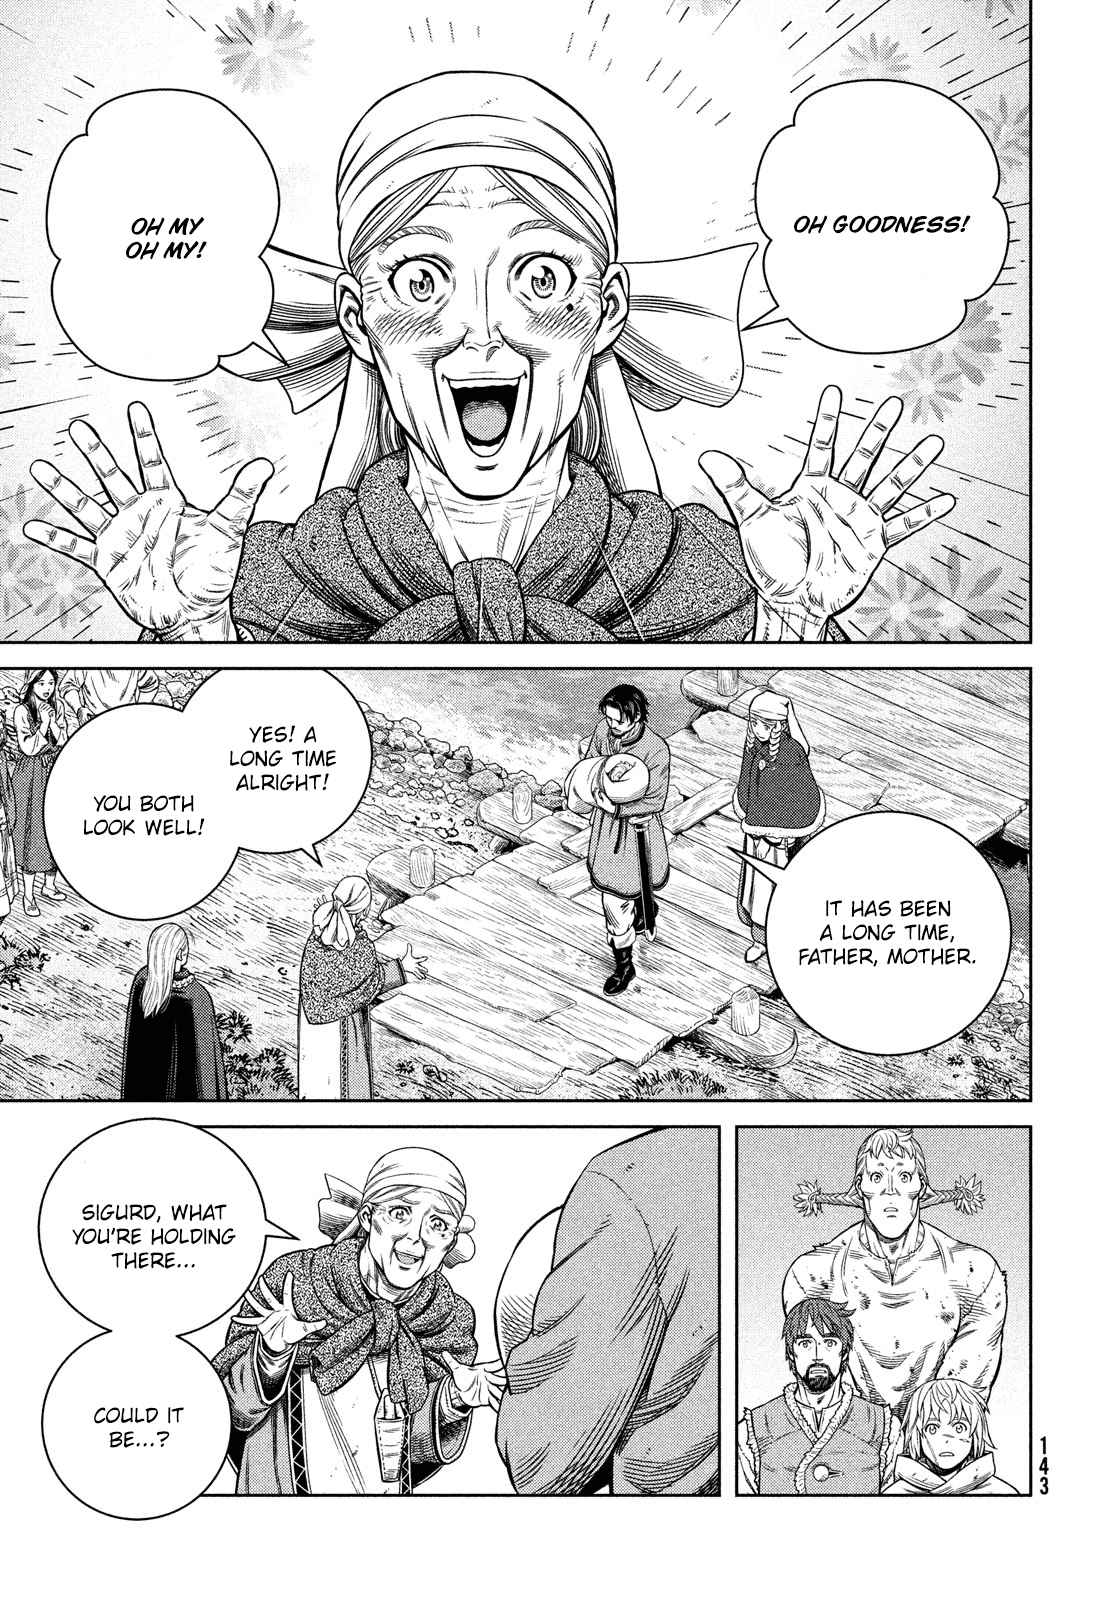 OH GOODNESS!
OH MY
OH MY!
IT HAS BEEN
A LONG TIME,
FATHER, MOTHER.
YES! A
LONG TIME
ALRIGHT!
YOU BOTH
LOOK WELL!
SIGURD, WHAT
YOU'RE HOLDING
THERE...
COULD IT
BE...?
143